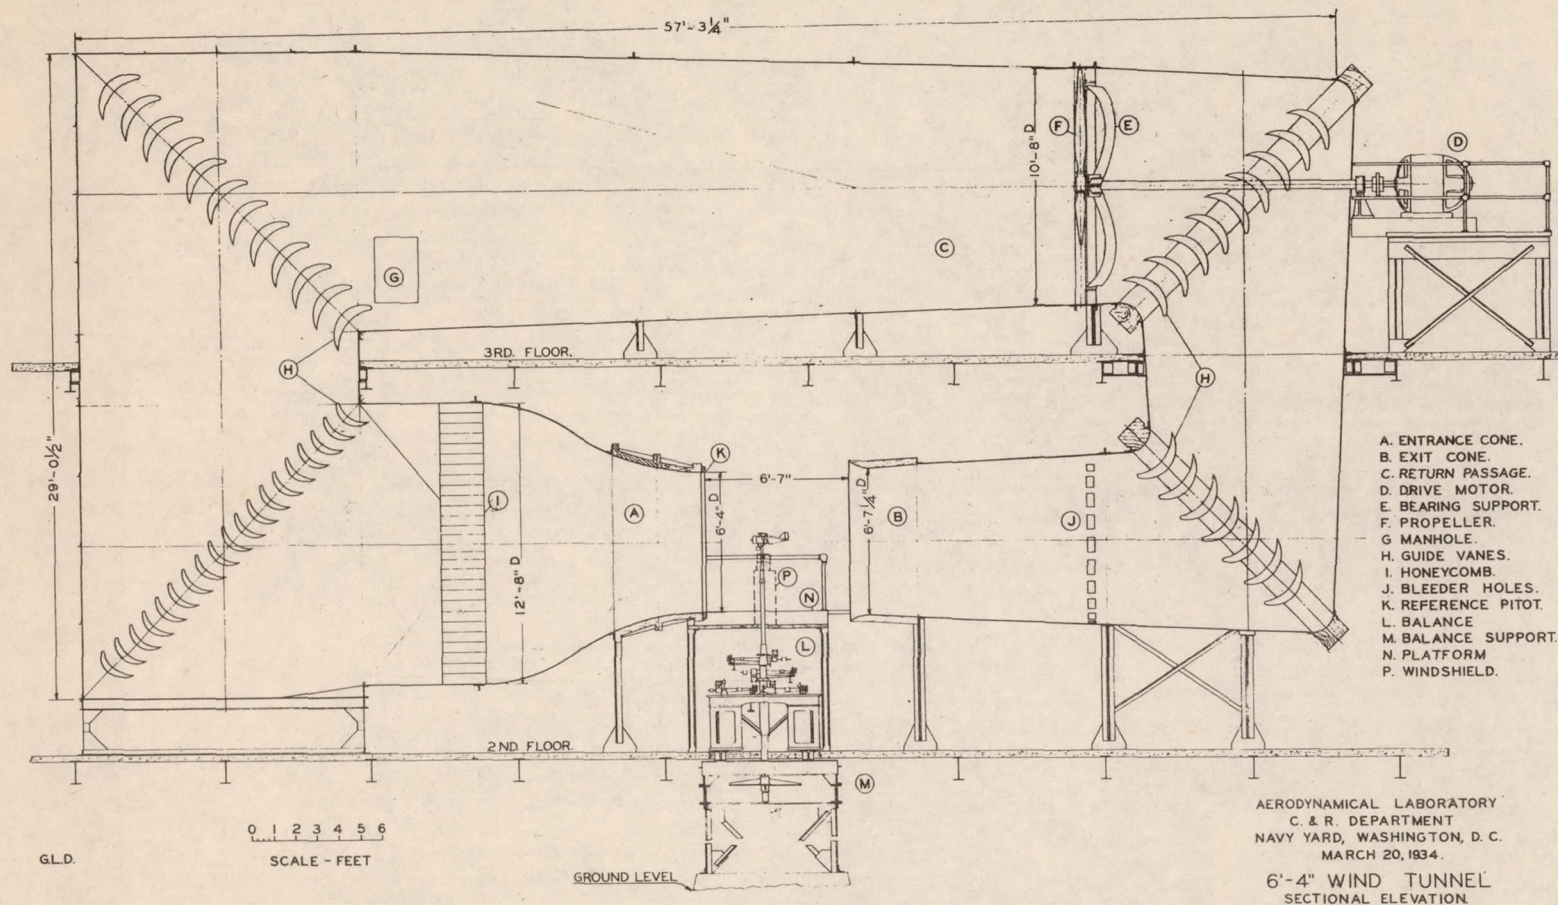 57'-3¼"
F
E
D
10'-8" D
G
C
3RD. FLOOR.
H
H
29'-0½"
K
6'-7"
I
A
6'-4" D
6'-7¼" D
B
J
12'-8" D
P
N
L
2ND. FLOOR.
M
A. ENTRANCE CONE.
B. EXIT CONE.
C. RETURN PASSAGE.
D. DRIVE MOTOR.
E. BEARING SUPPORT.
F. PROPELLER.
G MANHOLE.
H. GUIDE VANES.
I. HONEYCOMB.
J. BLEEDER HOLES.
K. REFERENCE PITOT.
L. BALANCE
M. BALANCE SUPPORT.
N. PLATFORM
P. WINDSHIELD.
0 1 2 3 4 5 6
SCALE - FEET
G.L.D.
GROUND LEVEL
AERODYNAMICAL LABORATORY
C. & R. DEPARTMENT
NAVY YARD, WASHINGTON, D. C.
MARCH 20, 1934.
6'-4" WIND TUNNEL
SECTIONAL ELEVATION.